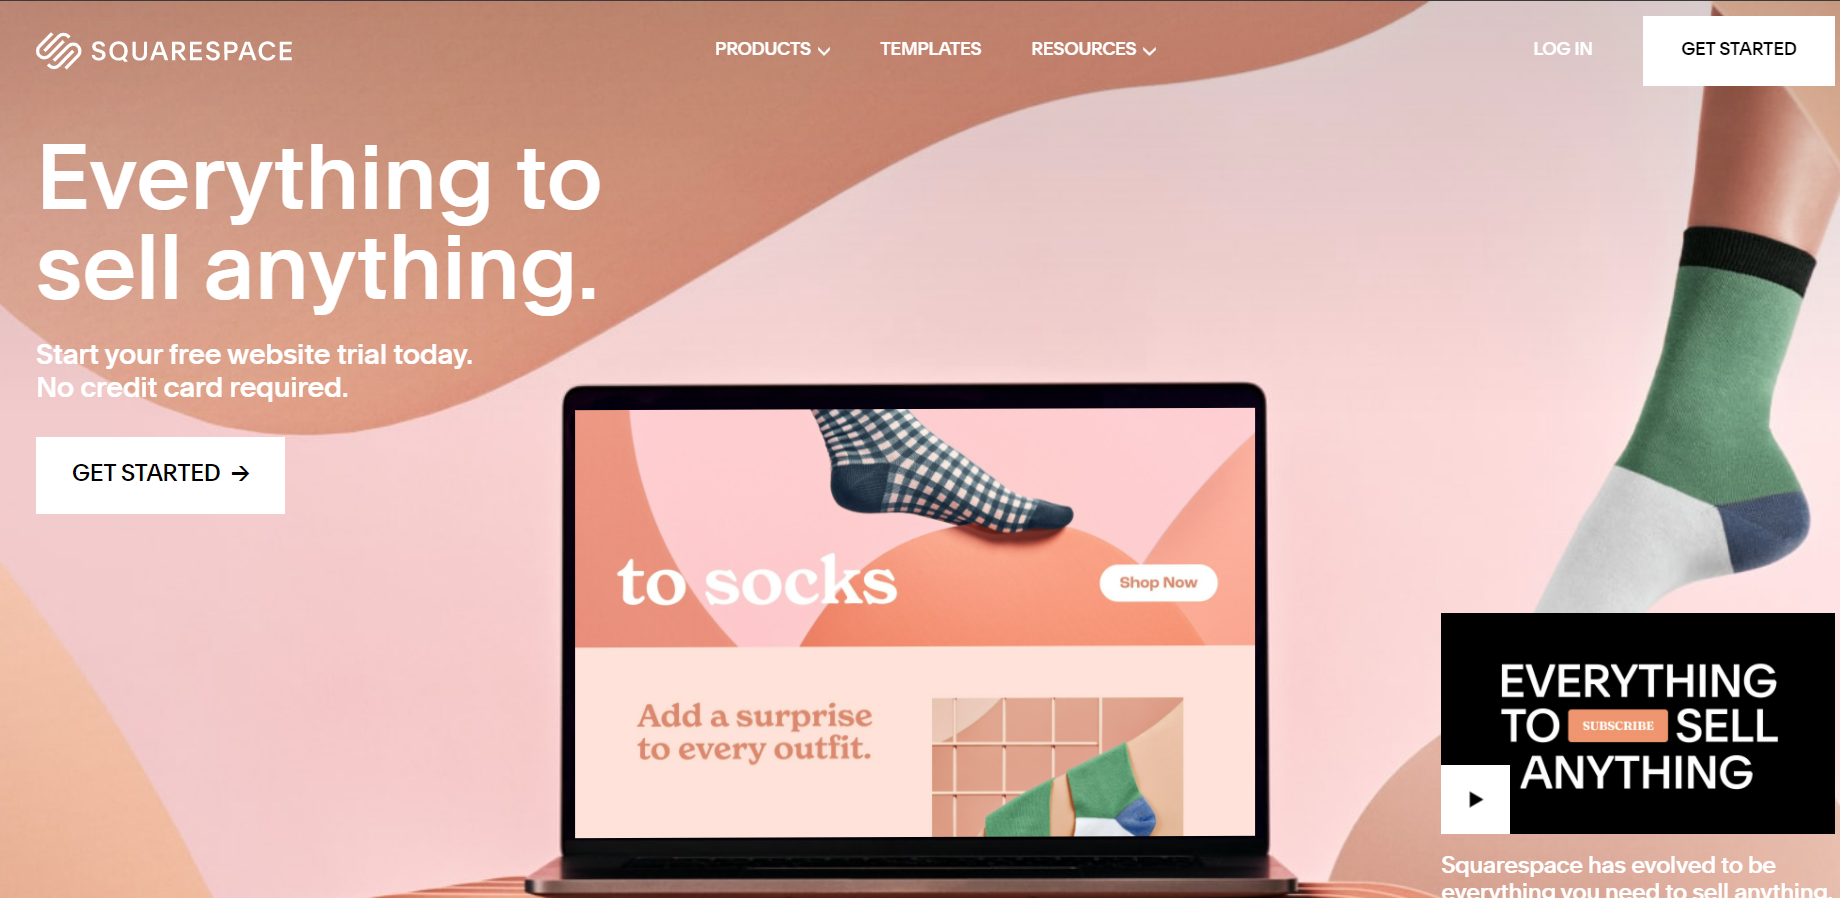 SQUARESPACE
PRODUCTS
TEMPLATES
RESOURCES
LOG IN
GET STARTED
Everything to
sell anything.
Start your free website trial today.
No credit card required.
GET STARTED →
to socks
Shop Now
Add a surprise
to every outfit.
EVERYTHING
TO SUBSCRIBE SELL
ANYTHING
Squarespace has evolved to be
everything you need to sell anything.